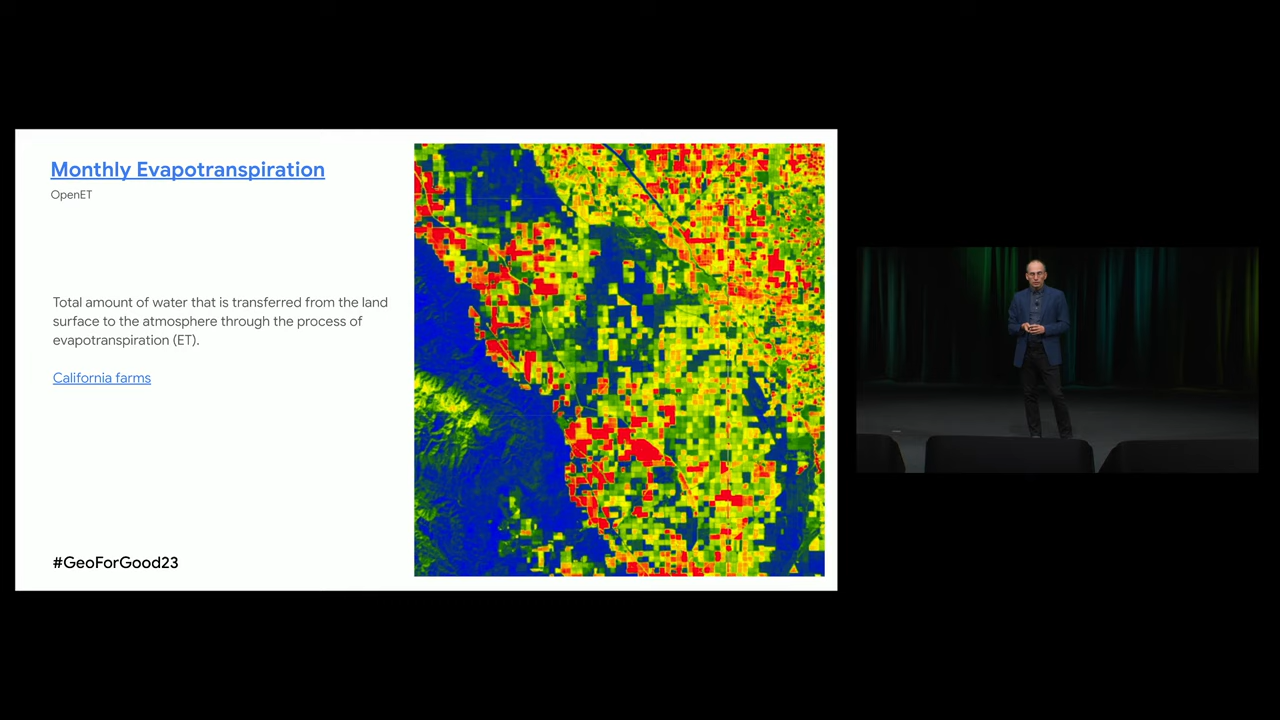 Monthly Evapotranspiration
OpenET
Total amount of water that is transferred from the land
surface to the atmosphere through the process of
evapotranspiration (ET).
California farms
#GeoForGood23